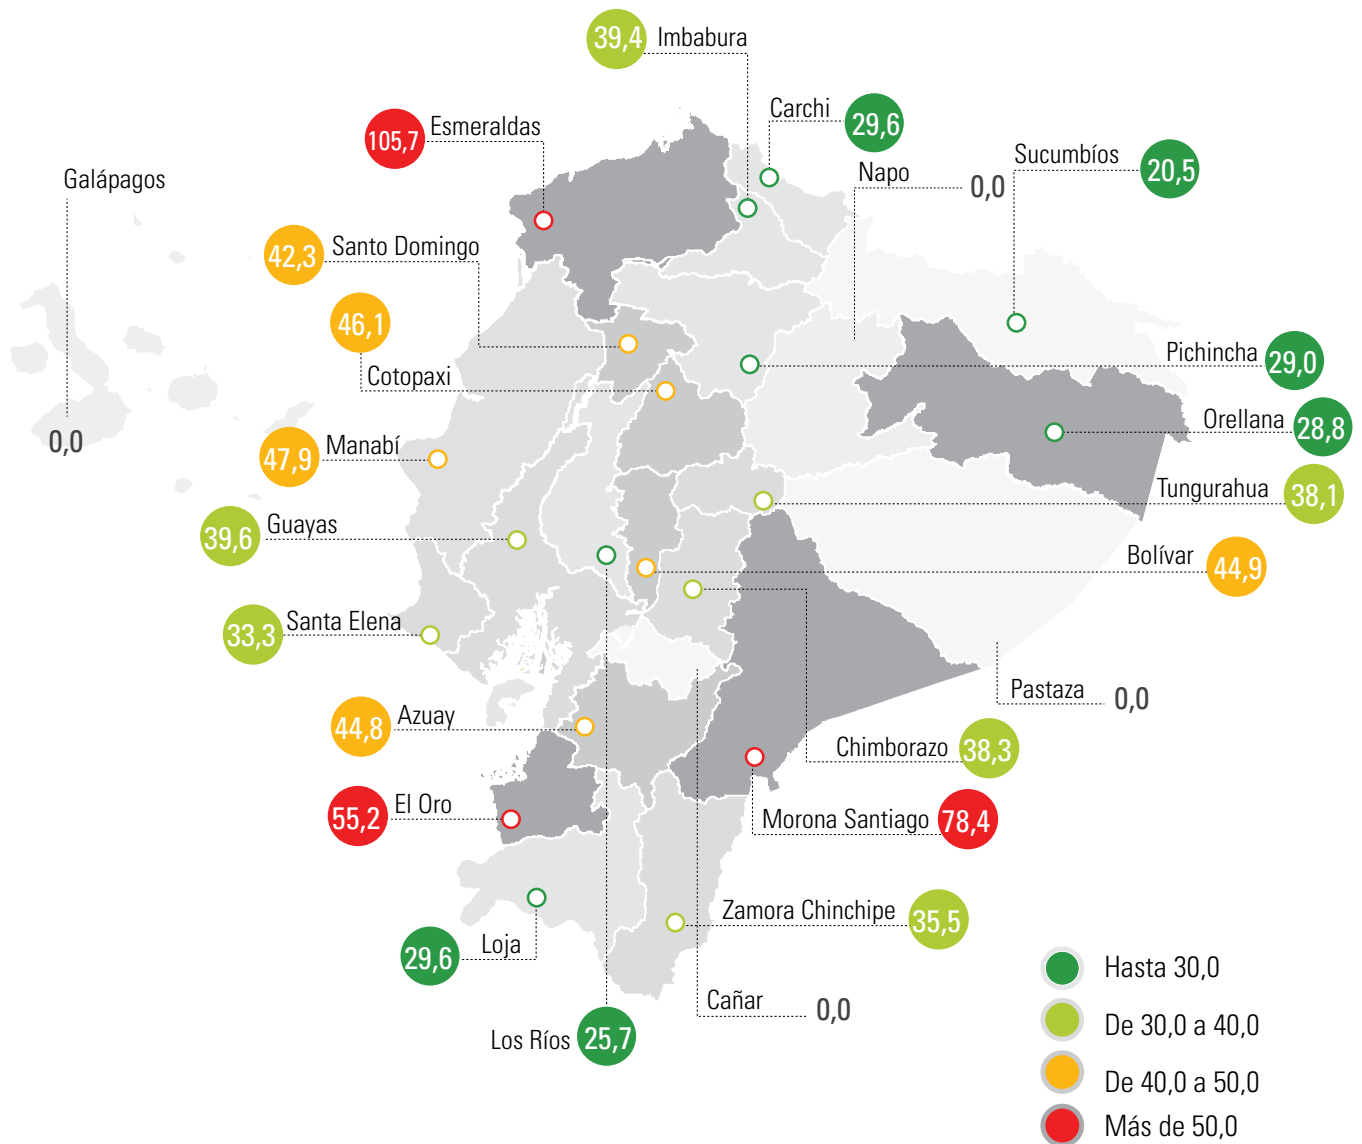 39,4 Imbabura
Carchi 29,6
Esmeraldas
105,7
Sucumbíos
20,5
Napo 0,0
Galápagos
0,0
Santo Domingo
42,3
46,1
Cotopaxi
Pichincha
29,0
Orellana
28,8
Manabí
47,9
Tungurahua
38,1
Guayas
39,6
Bolívar
44,9
Santa Elena
33,3
Pastaza 0,0
Azuay
44,8
Chimborazo 38,3
El Oro
55,2
Morona Santiago 78,4
Zamora Chinchipe
35,5
Loja
29,6
Cañar 0,0
Los Ríos 25,7
Hasta 30,0
De 30,0 a 40,0
De 40,0 a 50,0
Más de 50,0